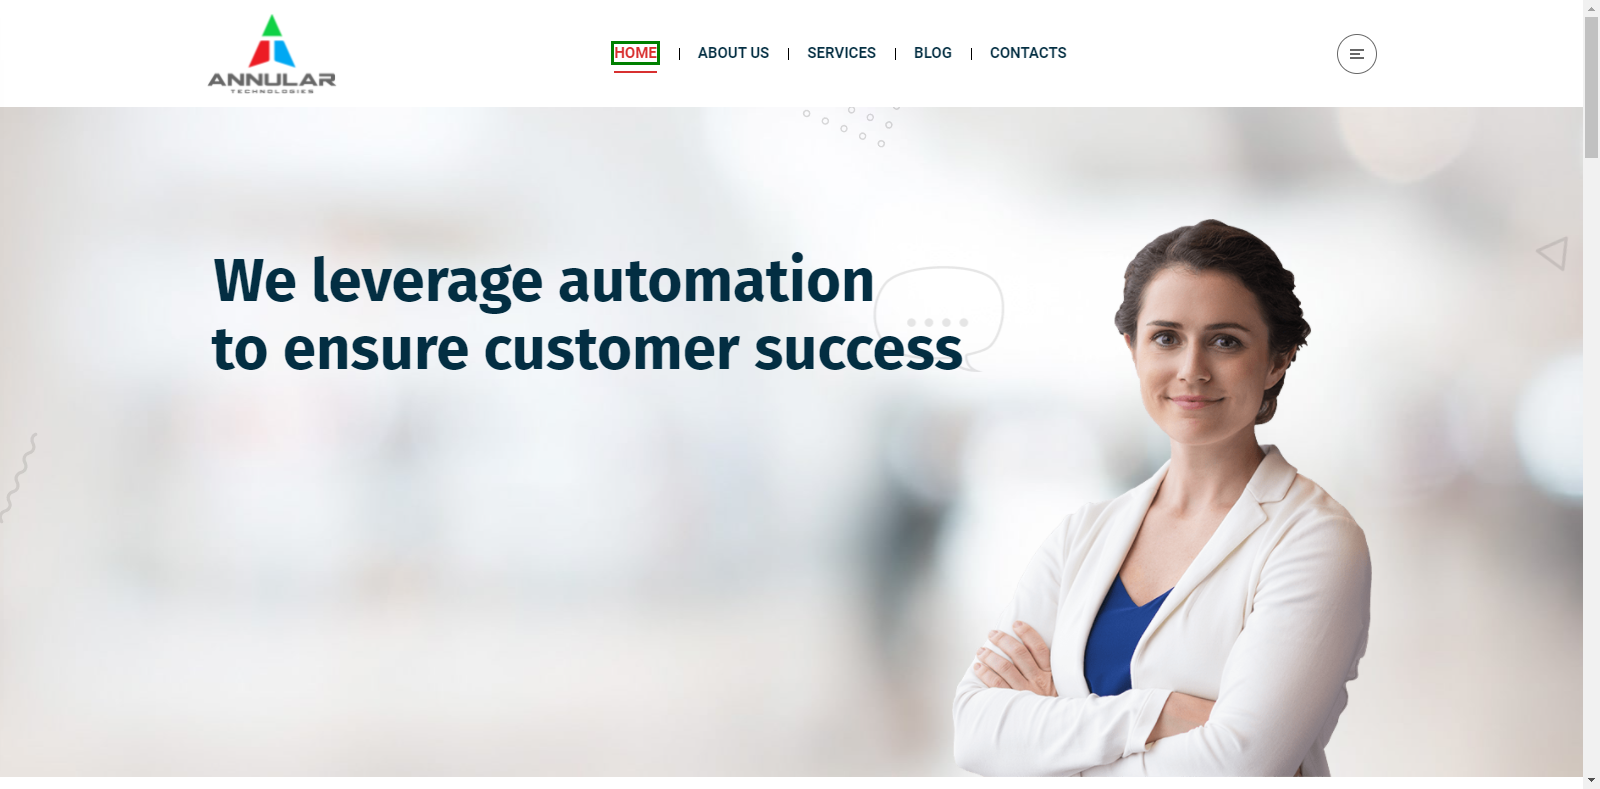 ANNULAR
TECHNOLOGIES
HOME
ABOUT US
SERVICES
BLOG
CONTACTS
We leverage automation
to ensure customer success